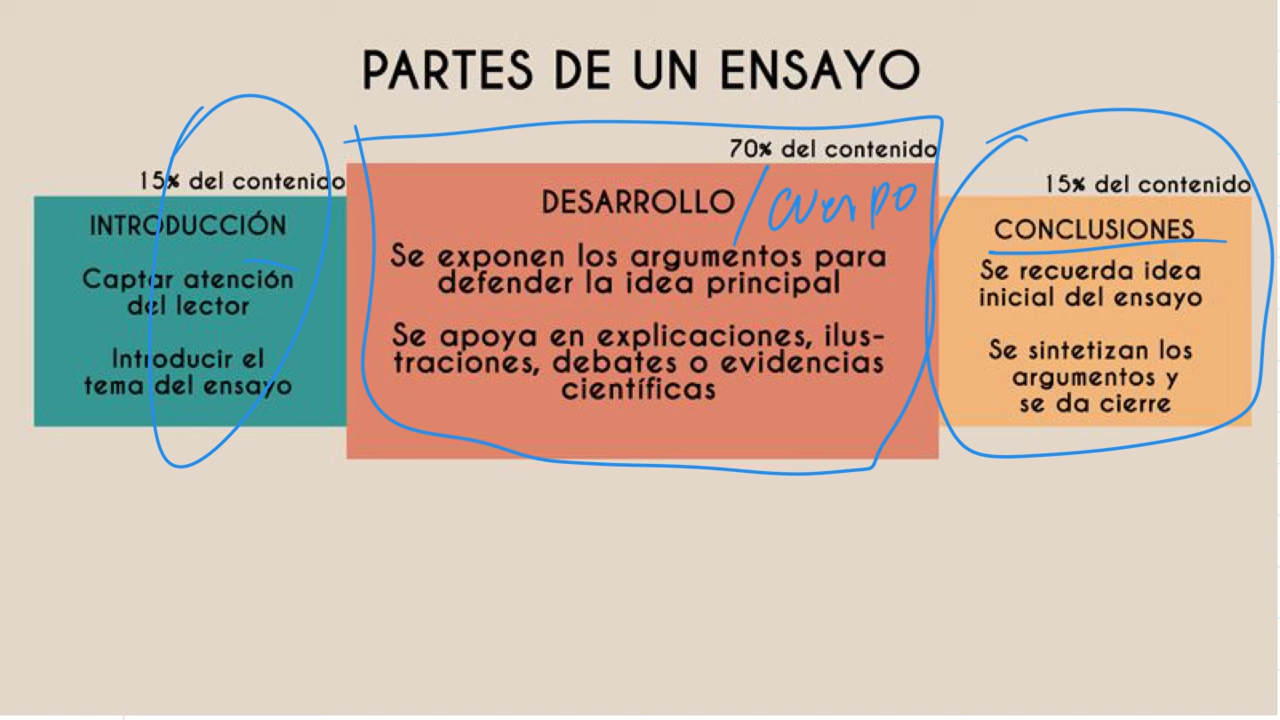 PARTES DE UN ENSAYO
15% del contenido
INTRODUCCIÓN
Captar atención
del lector
Introducir el
tema del ensayo
70% del contenido
DESARROLLO / cuerpo
Se exponen los argumentos para
defender la idea principal
Se apoya en explicaciones, ilus-
traciones, debates o evidencias
científicas
15% del contenido
CONCLUSIONES
Se recuerda idea
inicial del ensayo
Se sintetizan los
argumentos y
se da cierre